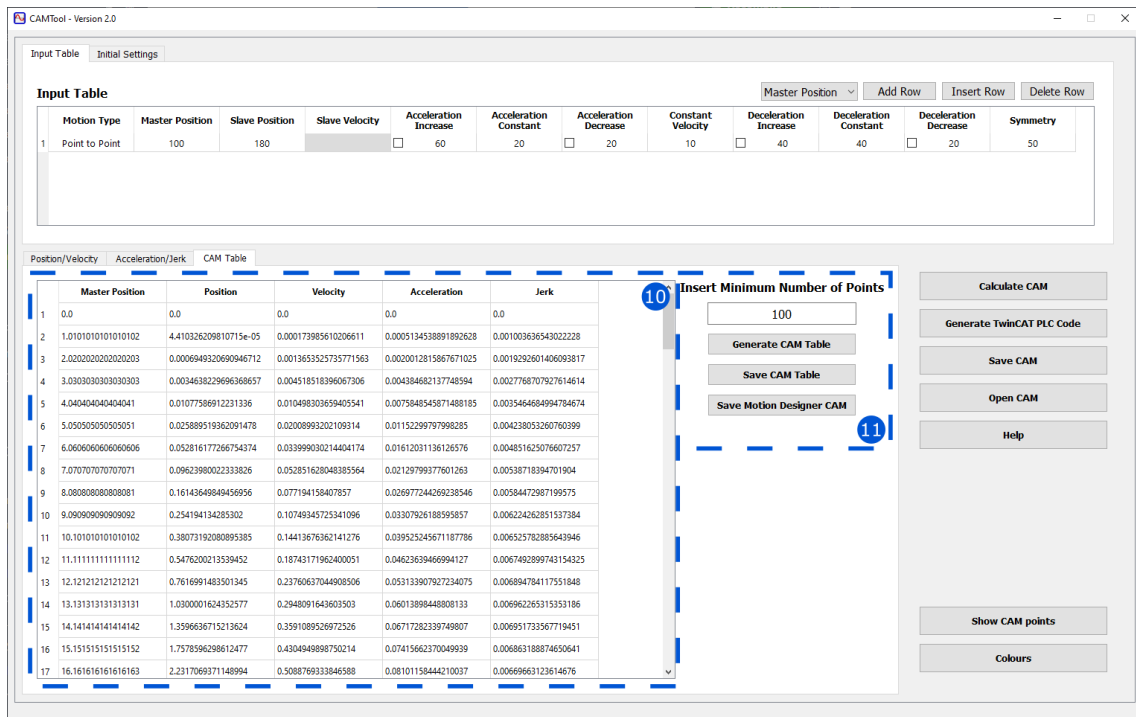 CAMTool - Version 2.0
Input Table Initial Settings
Input Table
Master Position Add Row Insert Row Delete Row
Motion Type Master Position Slave Position Slave Velocity Acceleration Increase Acceleration Constant Acceleration Decrease Constant Velocity Deceleration Increase Deceleration Constant Deceleration Decrease Symmetry
1 Point to Point 100 180 60 20 20 10 40 40 20 50
Position/Velocity Acceleration/Jerk CAM Table
Master Position Position Velocity Acceleration Jerk
1 0.0 0.0 0.0 0.0 0.0
2 1.0101010101010102 4.410326209810715e-05 0.000173985610206611 0.0005134538891892628 0.001003636543022228
3 2.0202020202020203 0.0006949320690946712 0.0013653525735771563 0.0020012815867671025 0.0019292601406093817
4 3.0303030303030303 0.0034638229696368657 0.004518518396067306 0.004384682137748594 0.0027768707927614614
5 4.040404040404041 0.01077586912231336 0.010498303659405541 0.0075848545871488185 0.0035464684994784674
6 5.050505050505051 0.025889519362091478 0.02008993202109314 0.01152299797998285 0.004238053260760399
7 6.0606060606060606 0.052816177266754374 0.033999030214404174 0.01612031136126576 0.004851625076607257
8 7.070707070707071 0.09623980022333826 0.052851628048385564 0.02129799377601263 0.00538718394701904
9 8.080808080808081 0.16143649849456956 0.077194158407857 0.026977244269238546 0.00584472987199575
10 9.090909090909092 0.254194134285302 0.10749345725341096 0.03307926188595857 0.006224262851537384
11 10.101010101010102 0.38073192080895385 0.14413676362141276 0.039525245671187786 0.006525782885643946
12 11.111111111111112 0.5476200213539452 0.18743171962400051 0.04623639466994127 0.0067492899743154325
13 12.121212121212121 0.7616991483501345 0.23760637044908506 0.053133907927234075 0.006894784117551848
14 13.131313131313131 1.0300001624352577 0.2948091643603503 0.06013898448808133 0.006962265315353186
15 14.141414141414142 1.3596636715213624 0.3591089526972526 0.06717282339749807 0.006951733567719451
16 15.151515151515152 1.7578596298612477 0.4304949898750214 0.07415662370049939 0.006863188874650641
17 16.161616161616163 2.2317069371148994 0.5088769333846588 0.08101158444210037 0.00669663123614676
10
Insert Minimum Number of Points
100
Generate CAM Table
Save CAM Table
Save Motion Designer CAM
11
Calculate CAM
Generate TwinCAT PLC Code
Save CAM
Open CAM
Help
Show CAM points
Colours